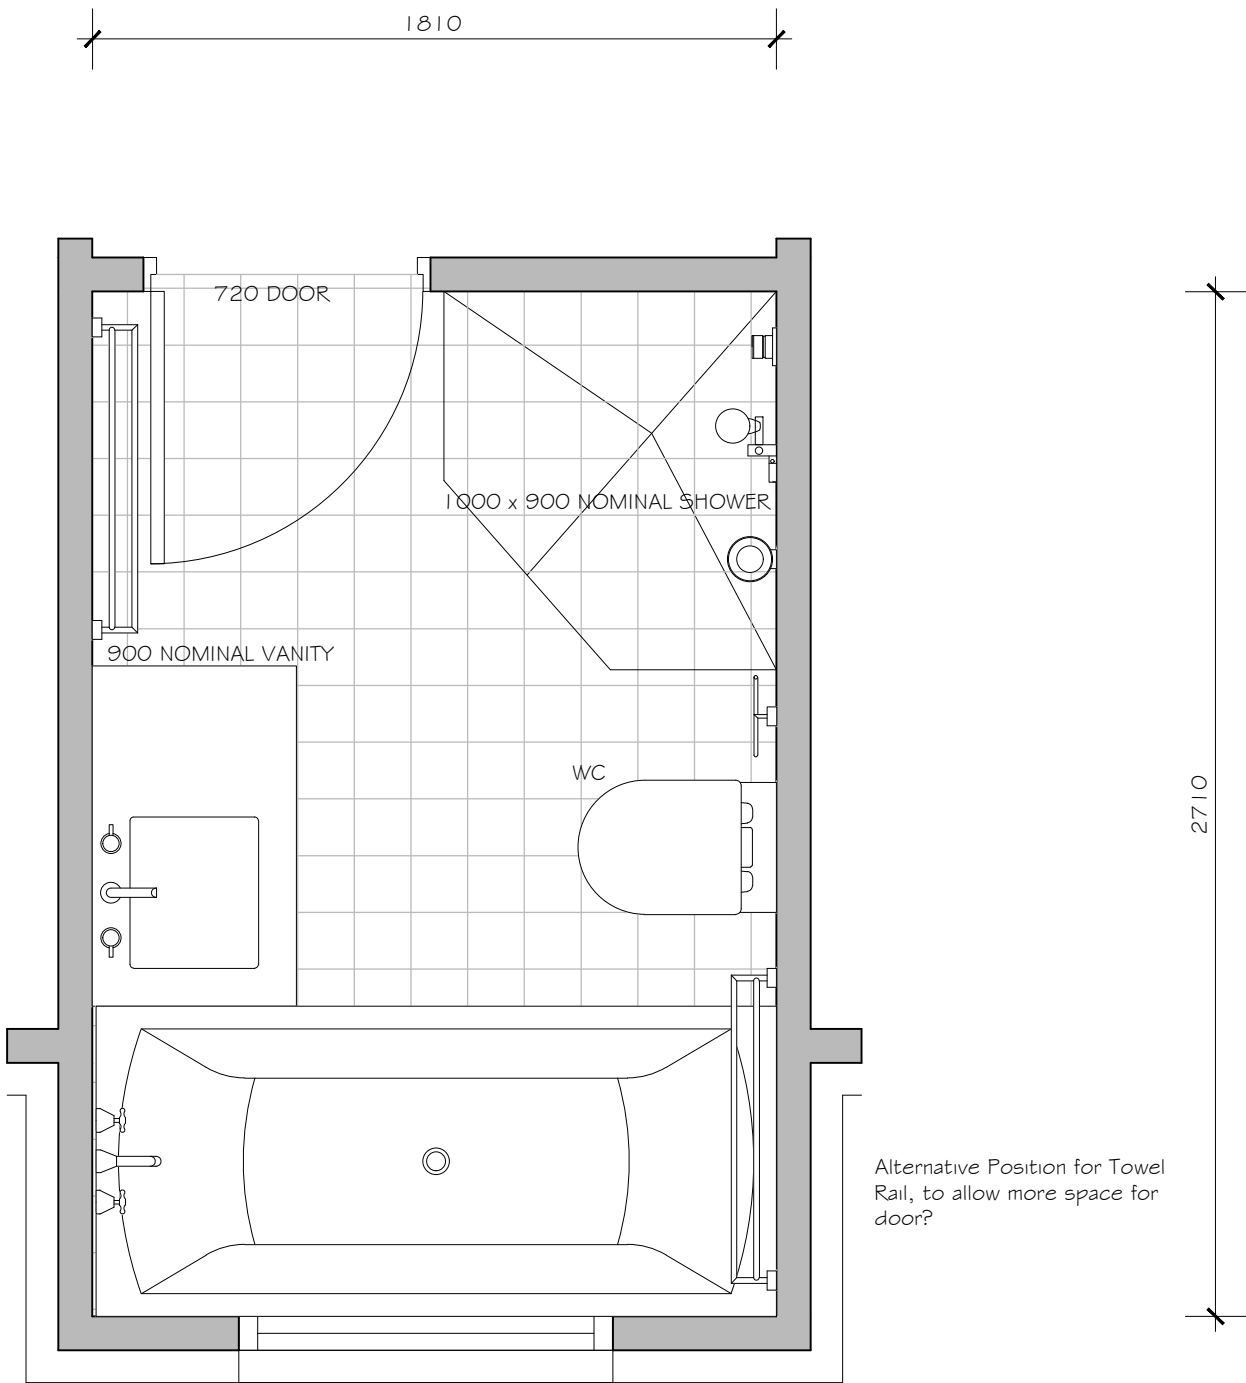 1810
720 DOOR
1000 x 900 NOMINAL SHOWER
900 NOMINAL VANITY
WC
2710
Alternative Position for Towel
Rail, to allow more space for
door?